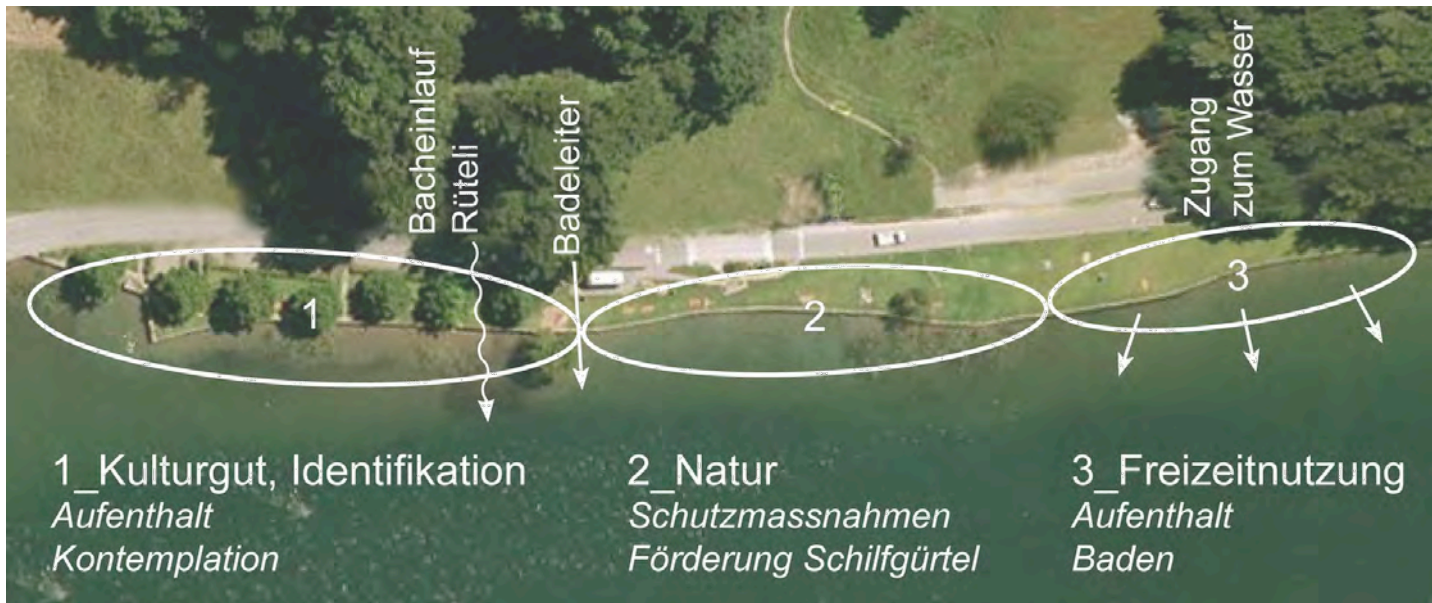 Bacheinlauf
Rüteli
Badeleiter
Zugang
zum Wasser
1
2
3
1_Kulturgut, Identifikation
Aufenthalt
Kontemplation
2_Natur
Schutzmassnahmen
Förderung Schilfgürtel
3_Freizeitnutzung
Aufenthalt
Baden